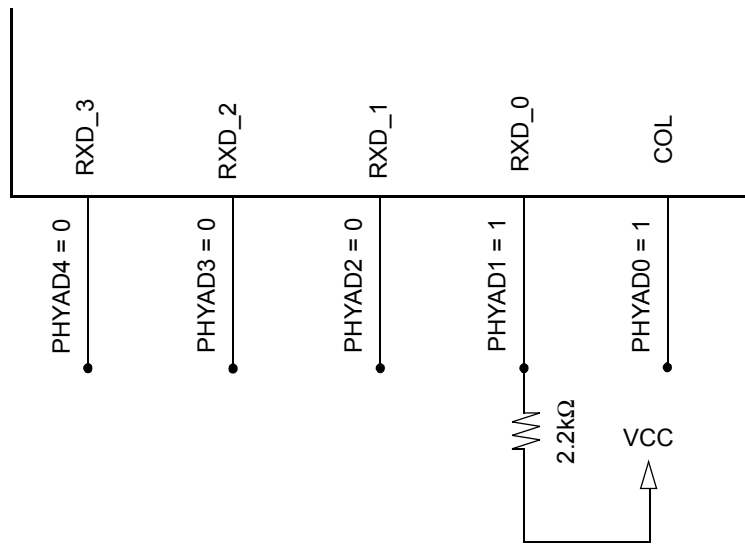 RXD_3
RXD_2
RXD_1
RXD_0
COL
PHYAD4 = 0
PHYAD3 = 0
PHYAD2 = 0
PHYAD1 = 1
PHYAD0 = 1
2.2kΩ
VCC